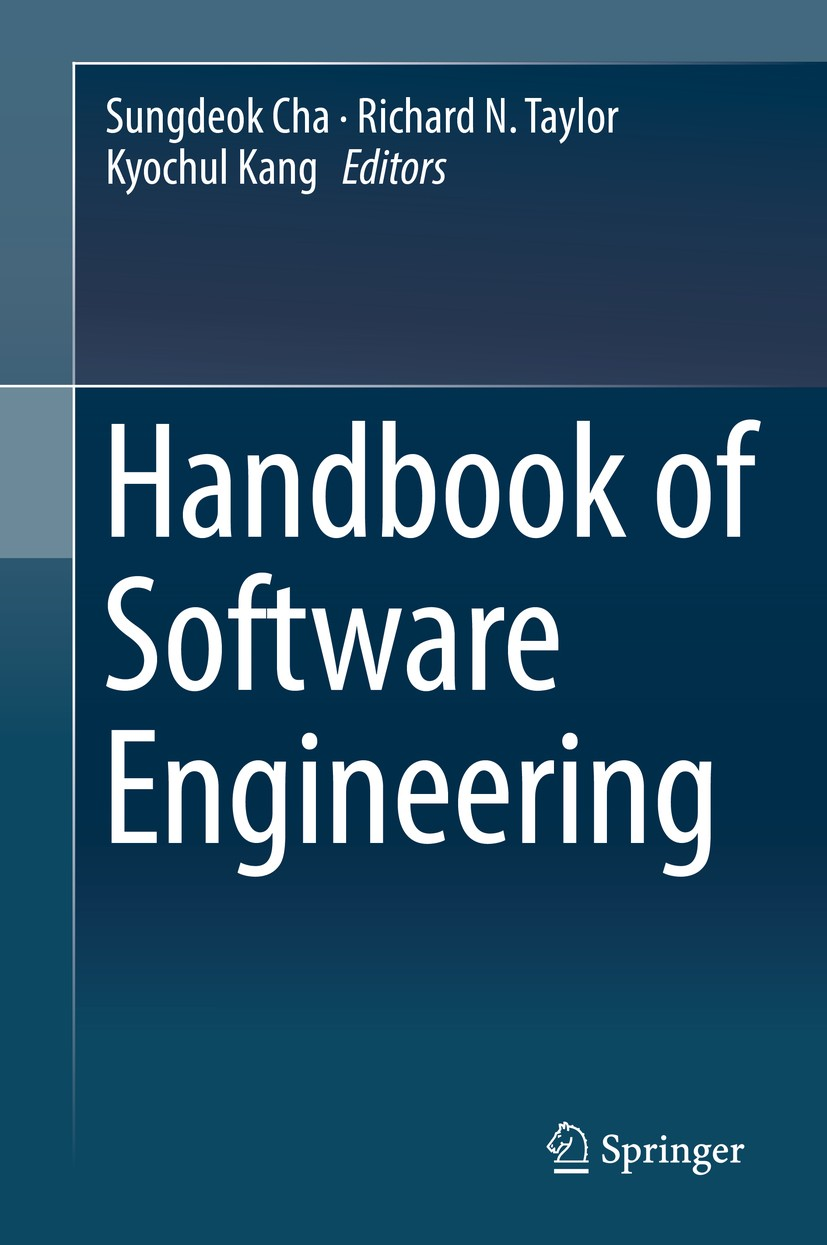 Sungdeok Cha · Richard N. Taylor
Kyochul Kang Editors
Handbook of
Software
Engineering
Springer